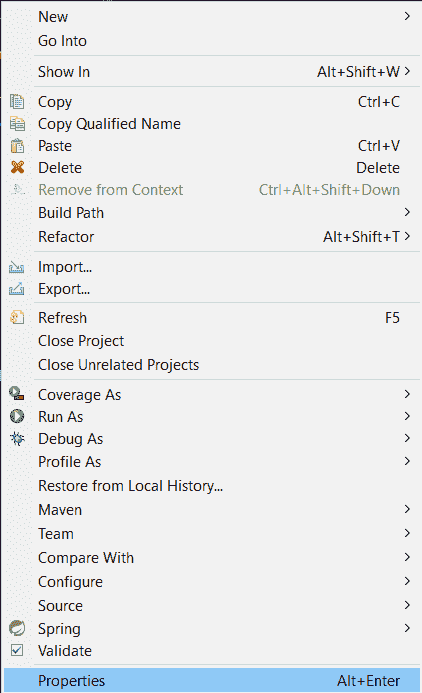 New
Go Into
Show In Alt+Shift+W
Copy Ctrl+C
Copy Qualified Name
Paste Ctrl+V
Delete Delete
Remove from Context Ctrl+Alt+Shift+Down
Build Path
Refactor Alt+Shift+T
Import...
Export...
Refresh F5
Close Project
Close Unrelated Projects
Coverage As
Run As
Debug As
Profile As
Restore from Local History...
Maven
Team
Compare With
Configure
Source
Spring
Validate
Properties Alt+Enter